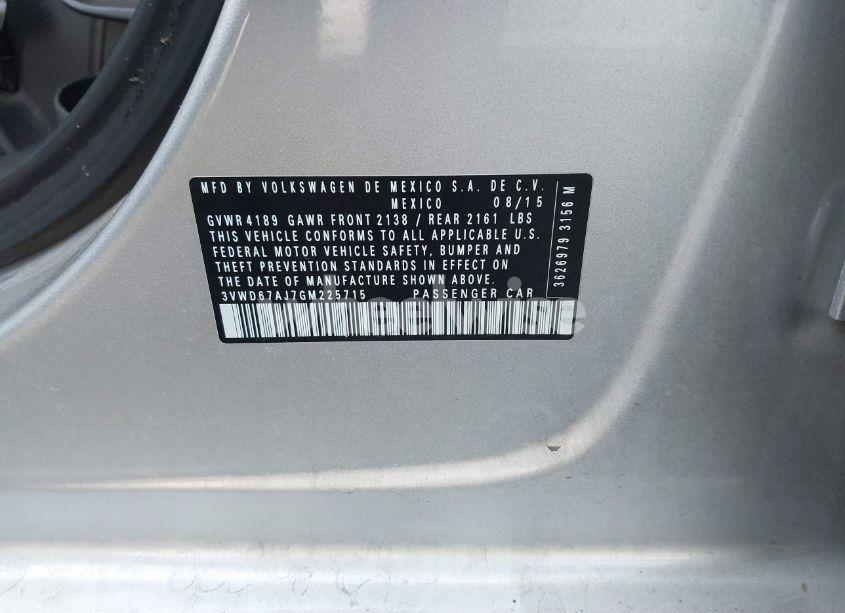 MFD BY VOLKSWAGEN DE MEXICO S.A. DE C.V.
MEXICO 08/15
GVWR 4189 GAWR FRONT 2138 / REAR 2161 LBS
THIS VEHICLE CONFORMS TO ALL APPLICABLE U.S.
FEDERAL MOTOR VEHICLE SAFETY, BUMPER AND
THEFT PREVENTION STANDARDS IN EFFECT ON
THE DATE OF MANUFACTURE SHOWN ABOVE.
3VWD67AJ7GM225715 PASSENGER CAR
3626979 3156 M